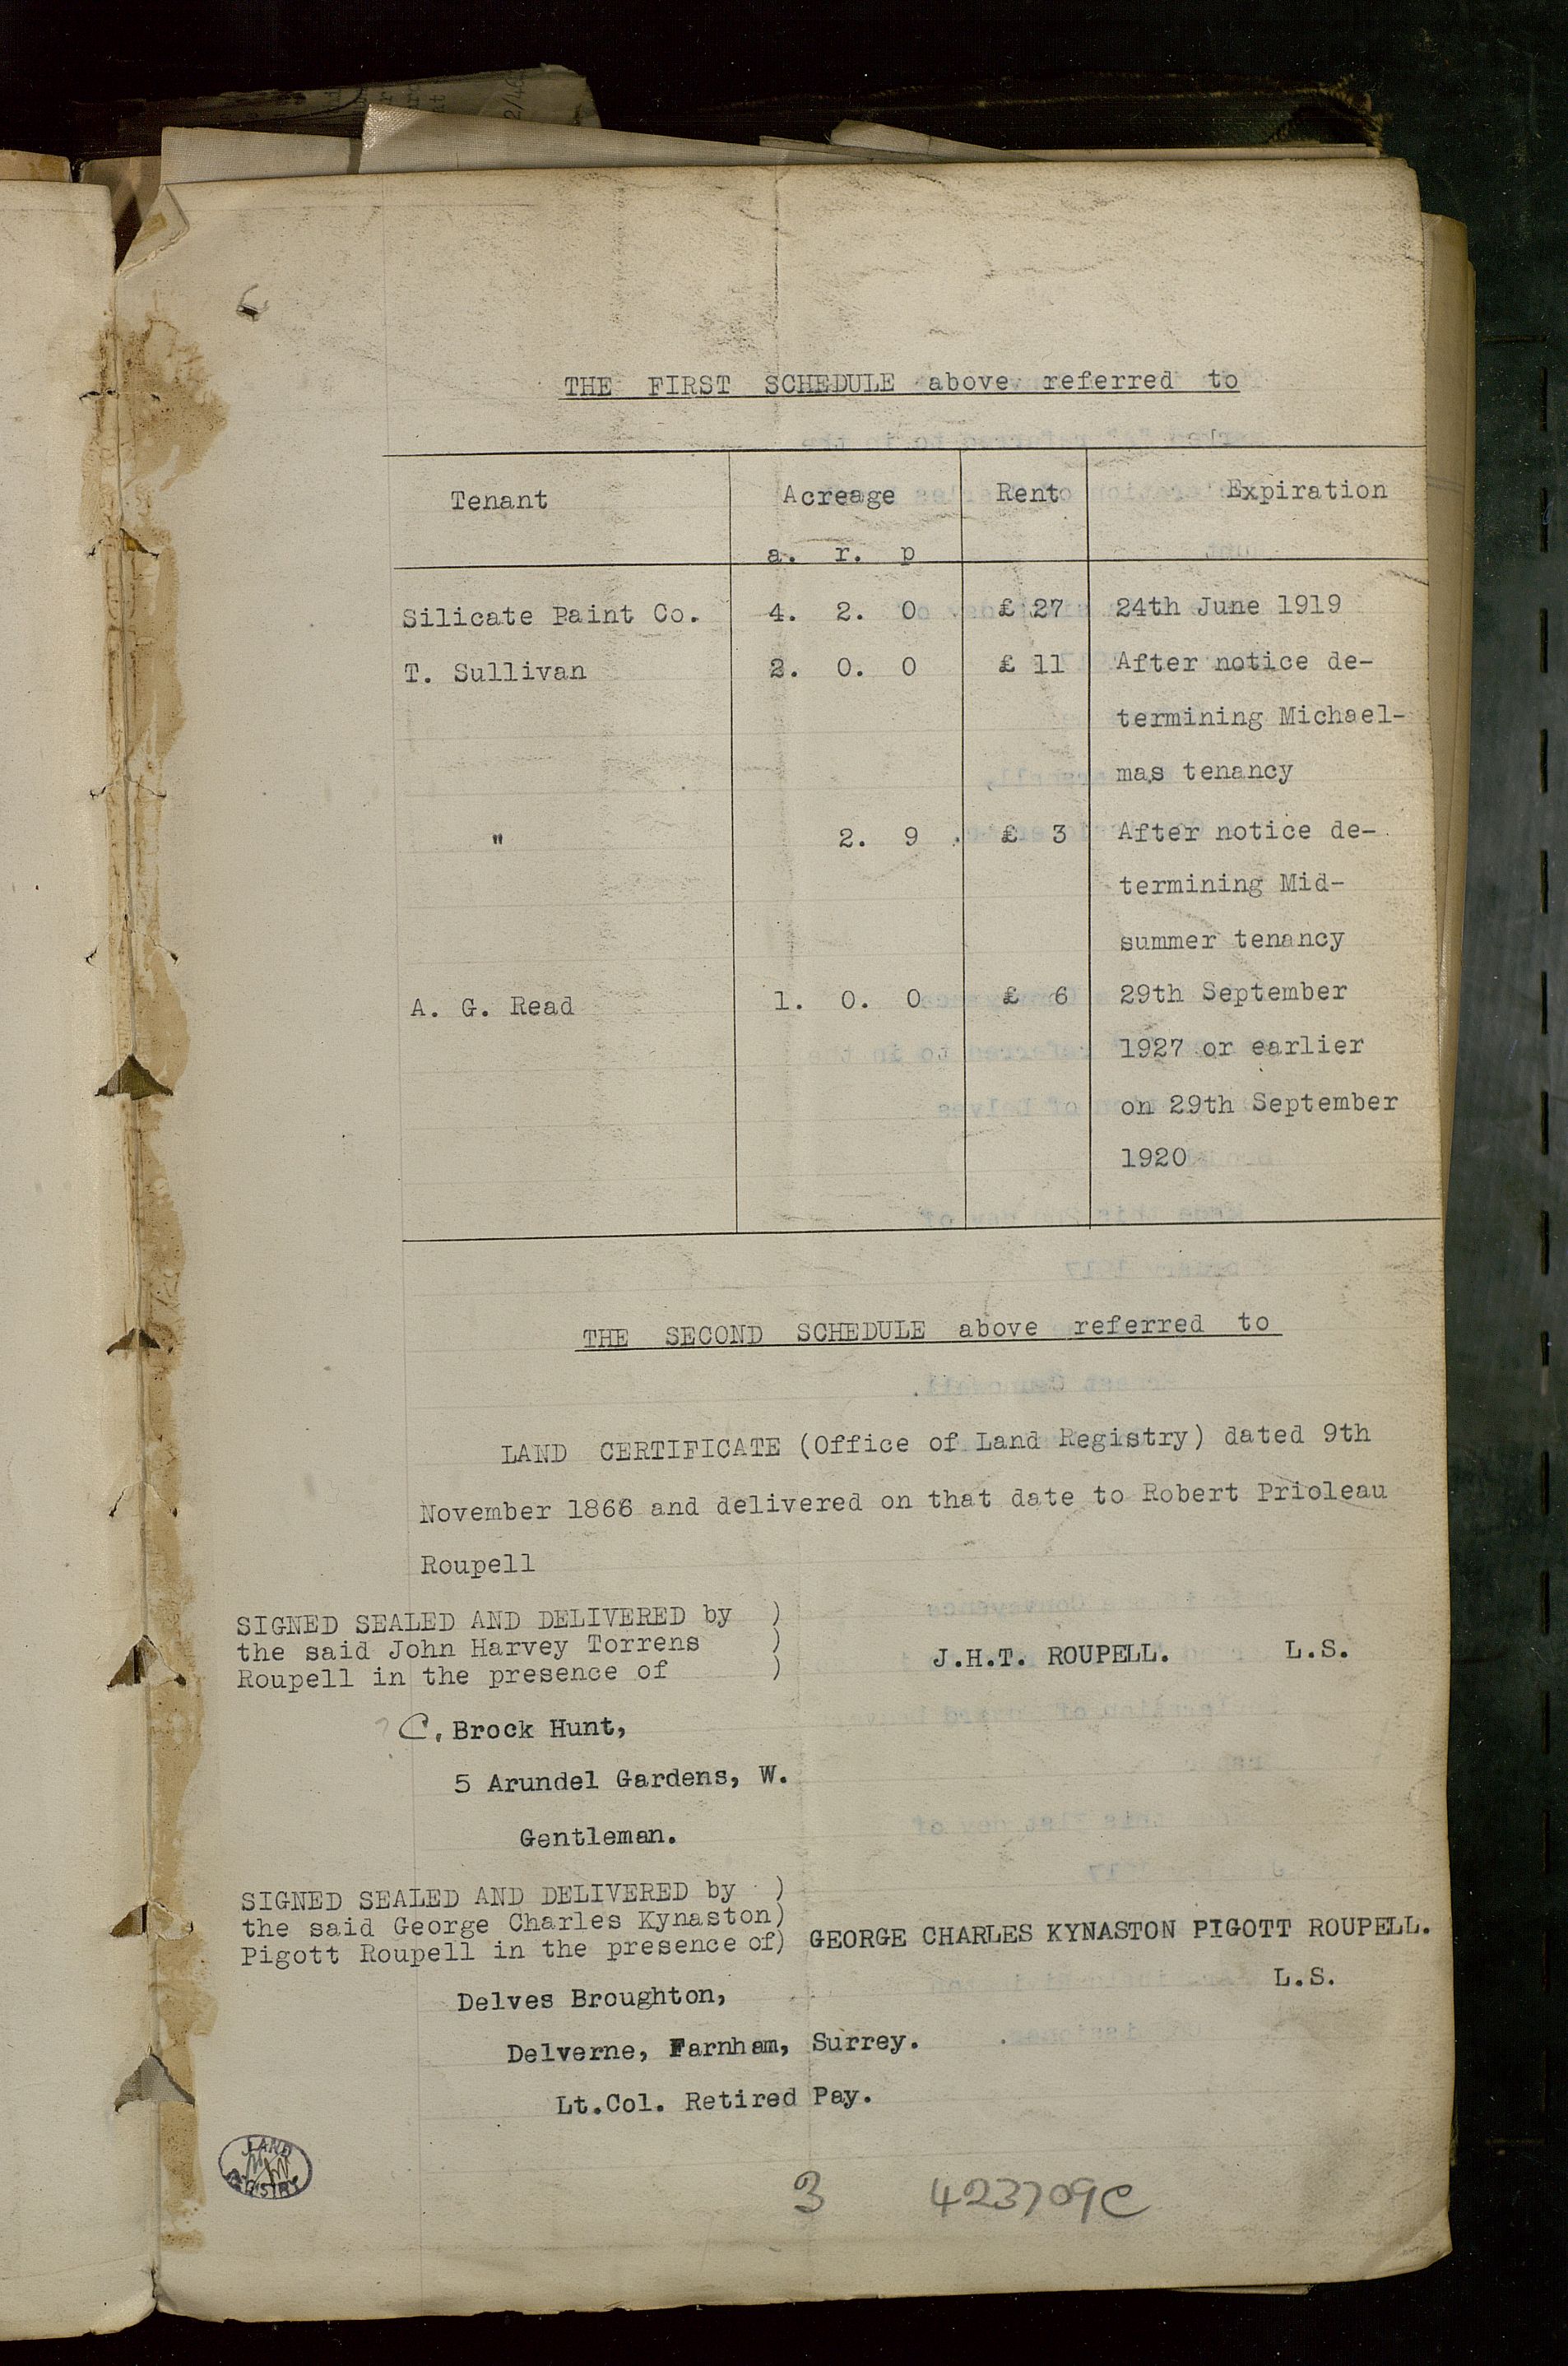 THE FIRST SCHEDULE above referred to
Tenant Acreage Rent Expiration
a. r. p
Silicate Paint Co. 4. 2. 0 £ 27 24th June 1919
T. Sullivan 2. 0. 0 £ 11 After notice de-
termining Michael-
mas tenancy
" 2. 9 £ 3 After notice de-
termining Mid-
summer tenancy
A. G. Read 1. 0. 0 £ 6 29th September
1927 or earlier
on 29th September
1920
THE SECOND SCHEDULE above referred to
LAND CERTIFICATE (Office of Land Registry) dated 9th
November 1866 and delivered on that date to Robert Prioleau
Roupell
SIGNED SEALED AND DELIVERED by )
the said John Harvey Torrens )
Roupell in the presence of )
J.H.T. ROUPELL. L.S.
C. Brock Hunt,
5 Arundel Gardens, W.
Gentleman.
SIGNED SEALED AND DELIVERED by )
the said George Charles Kynaston)
Pigott Roupell in the presence of)
GEORGE CHARLES KYNASTON PIGOTT ROUPELL.
L.S.
Delves Broughton,
Delverne, Farnham, Surrey.
Lt.Col. Retired Pay.
LAND
REGISTRY
3 423709C